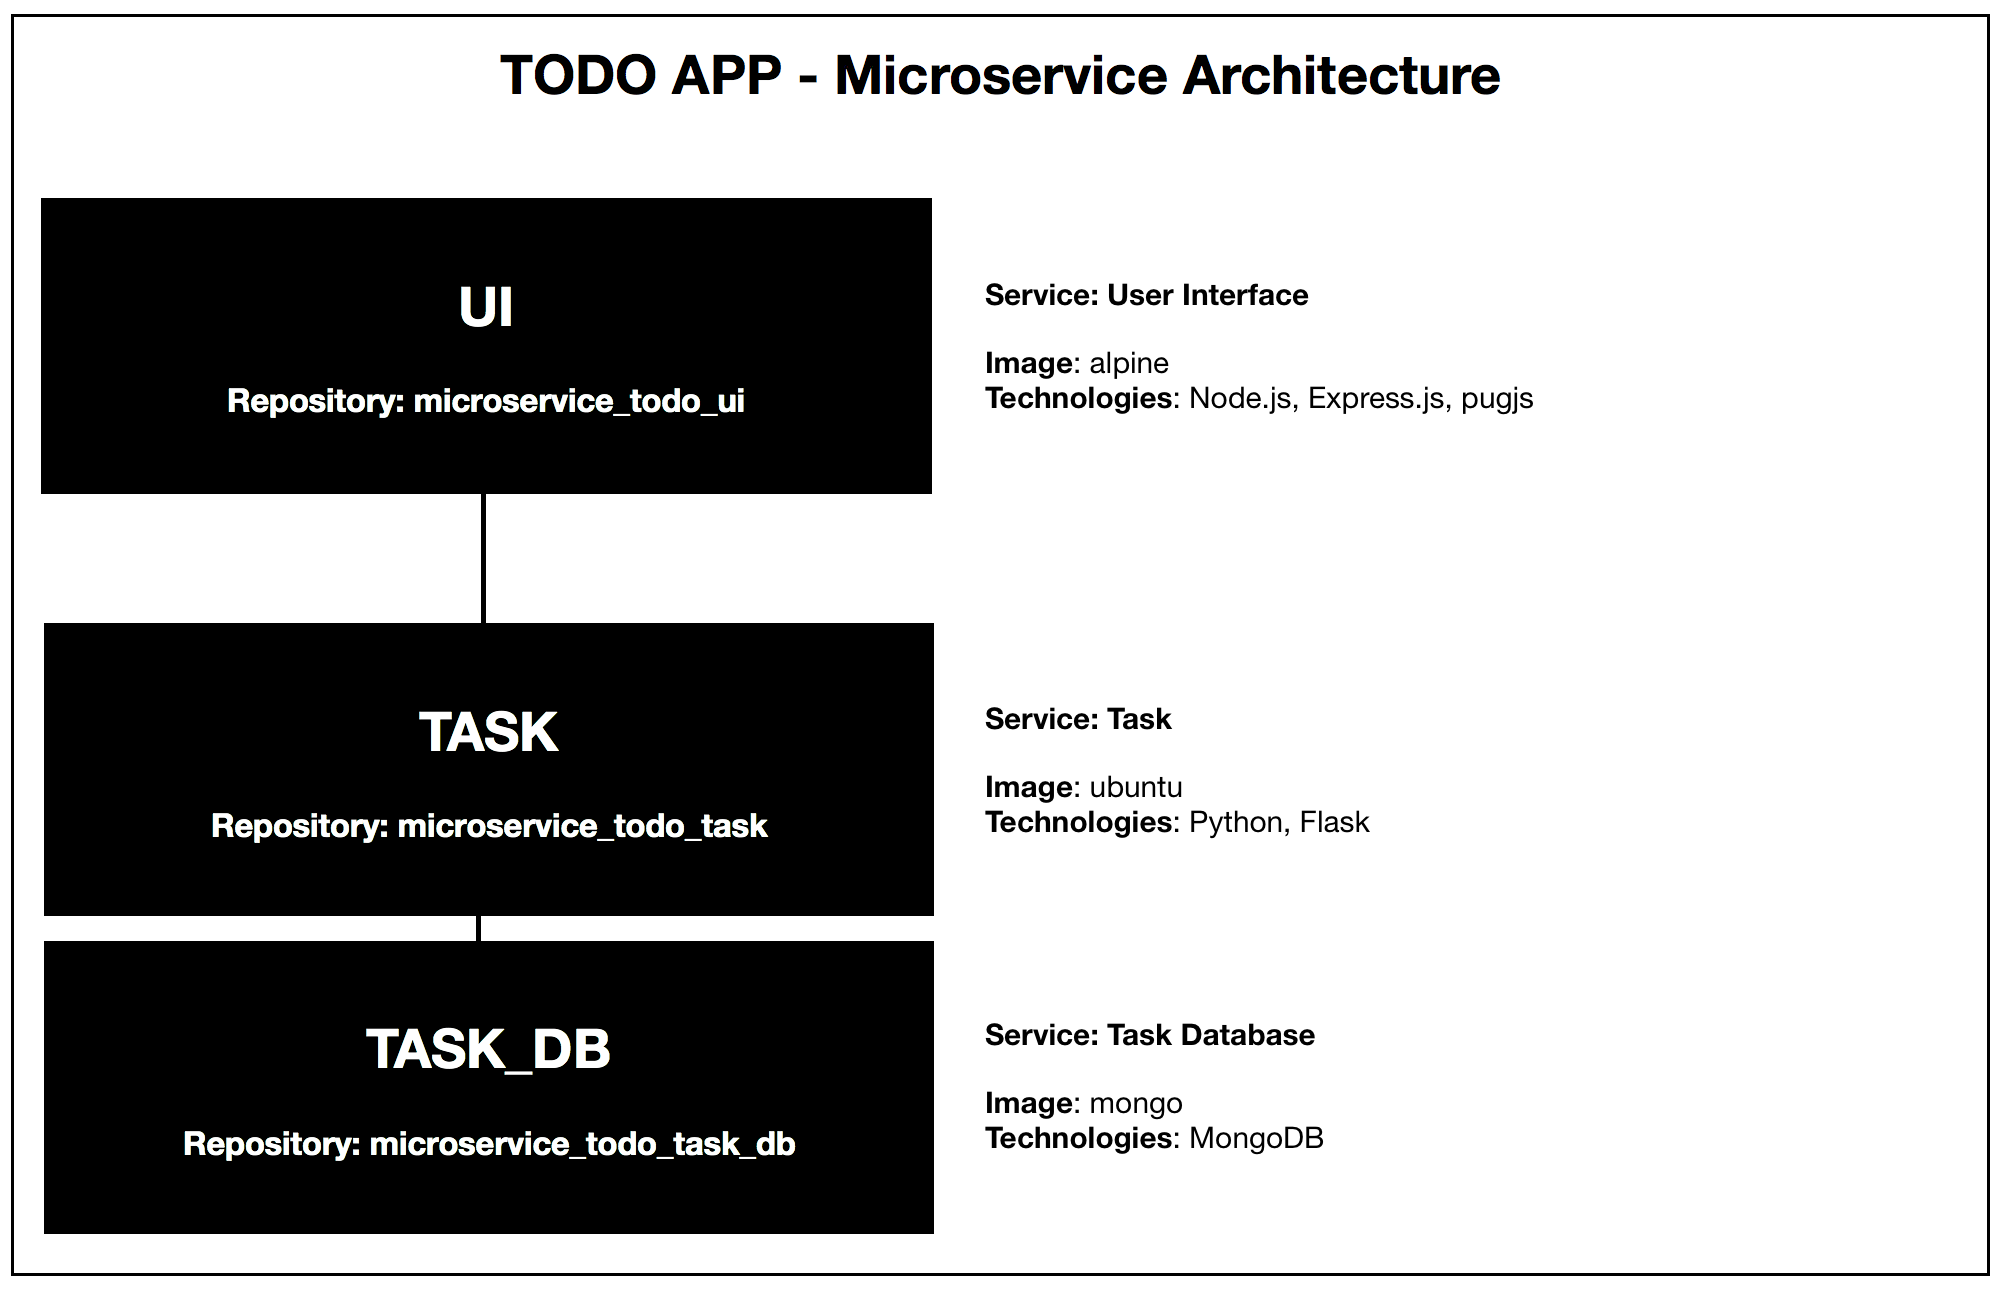 TODO APP - Microservice Architecture
UI
Repository: microservice_todo_ui
Service: User Interface
Image: alpine
Technologies: Node.js, Express.js, pugjs
TASK
Repository: microservice_todo_task
Service: Task
Image: ubuntu
Technologies: Python, Flask
TASK_DB
Repository: microservice_todo_task_db
Service: Task Database
Image: mongo
Technologies: MongoDB